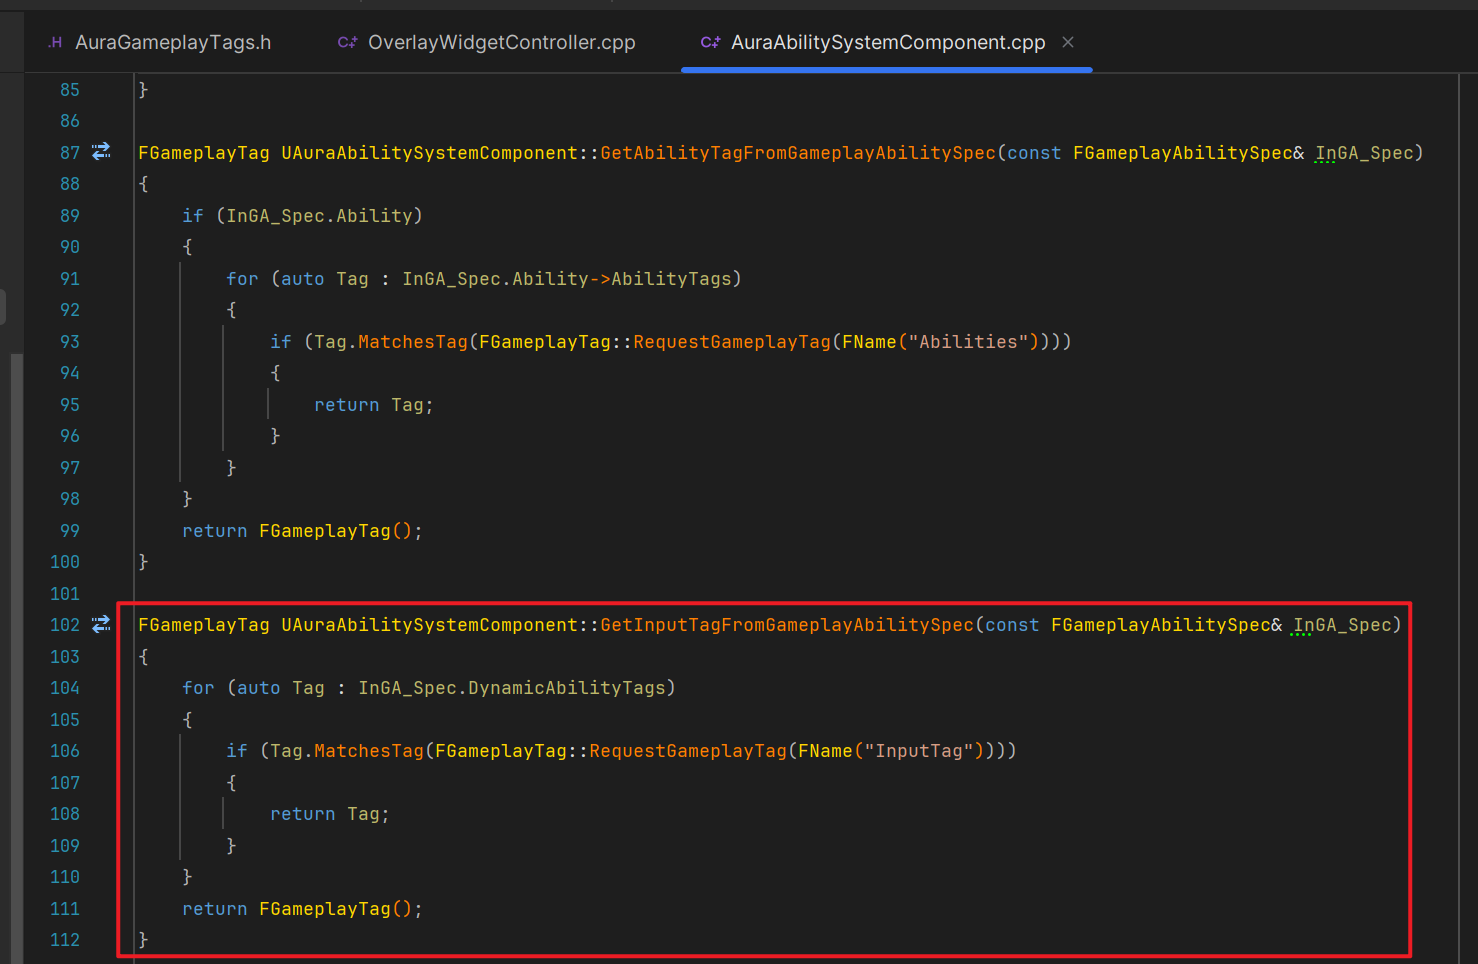 .H AuraGameplayTags.h C++ OverlayWidgetController.cpp C++ AuraAbilitySystemComponent.cpp ×
85 }
86
87 FGameplayTag UAuraAbilitySystemComponent::GetAbilityTagFromGameplayAbilitySpec(const FGameplayAbilitySpec& InGA_Spec)
88 {
89     if (InGA_Spec.Ability)
90     {
91         for (auto Tag : InGA_Spec.Ability->AbilityTags)
92         {
93             if (Tag.MatchesTag(FGameplayTag::RequestGameplayTag(FName("Abilities"))))
94             {
95                 return Tag;
96             }
97         }
98     }
99     return FGameplayTag();
100 }
101
102 FGameplayTag UAuraAbilitySystemComponent::GetInputTagFromGameplayAbilitySpec(const FGameplayAbilitySpec& InGA_Spec)
103 {
104     for (auto Tag : InGA_Spec.DynamicAbilityTags)
105     {
106         if (Tag.MatchesTag(FGameplayTag::RequestGameplayTag(FName("InputTag"))))
107         {
108             return Tag;
109         }
110     }
111     return FGameplayTag();
112 }